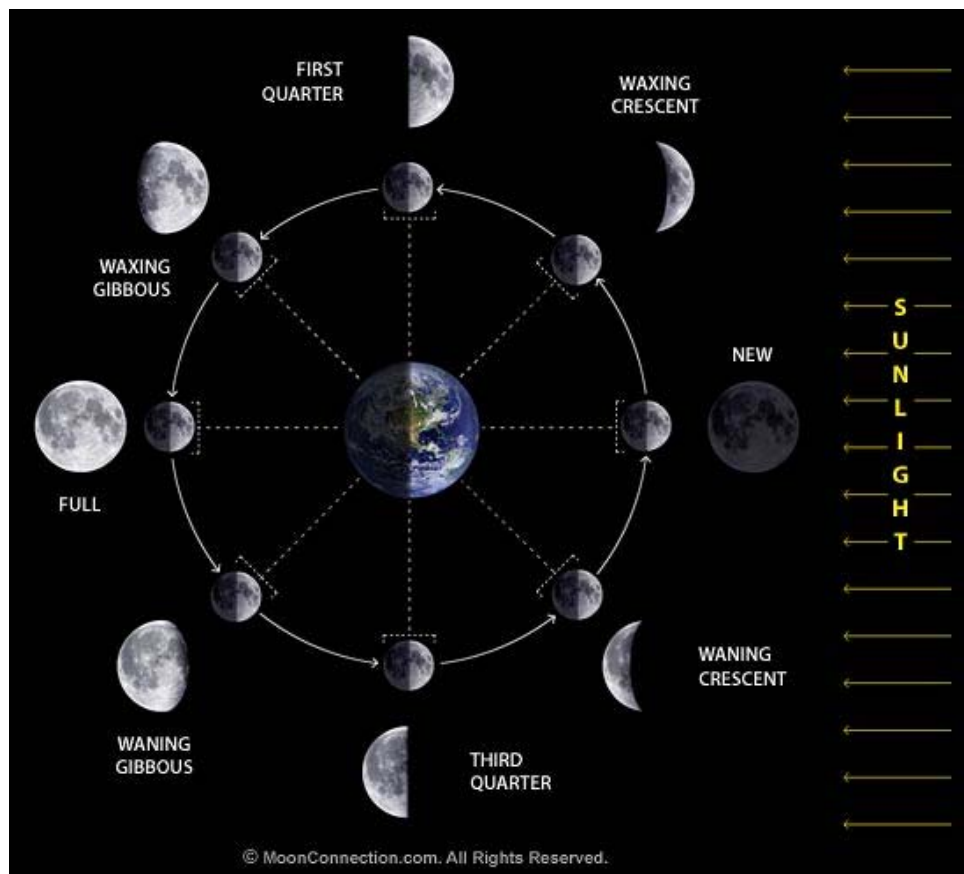 FIRST
QUARTER
WAXING
CRESCENT
WAXING
GIBBOUS
NEW
SUNLIGHT
FULL
WANING
CRESCENT
WANING
GIBBOUS
THIRD
QUARTER
© MoonConnection.com. All Rights Reserved.